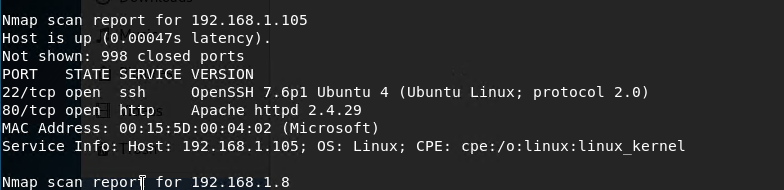 Nmap scan report for 192.168.1.105
Host is up (0.00047s latency).
Not shown: 998 closed ports
PORT   STATE SERVICE VERSION
22/tcp open  ssh     OpenSSH 7.6p1 Ubuntu 4 (Ubuntu Linux; protocol 2.0)
80/tcp open  http    Apache httpd 2.4.29
MAC Address: 00:15:5D:00:04:02 (Microsoft)
Service Info: Host: 192.168.1.105; OS: Linux; CPE: cpe:/o:linux:linux_kernel
Nmap scan report for 192.168.1.8